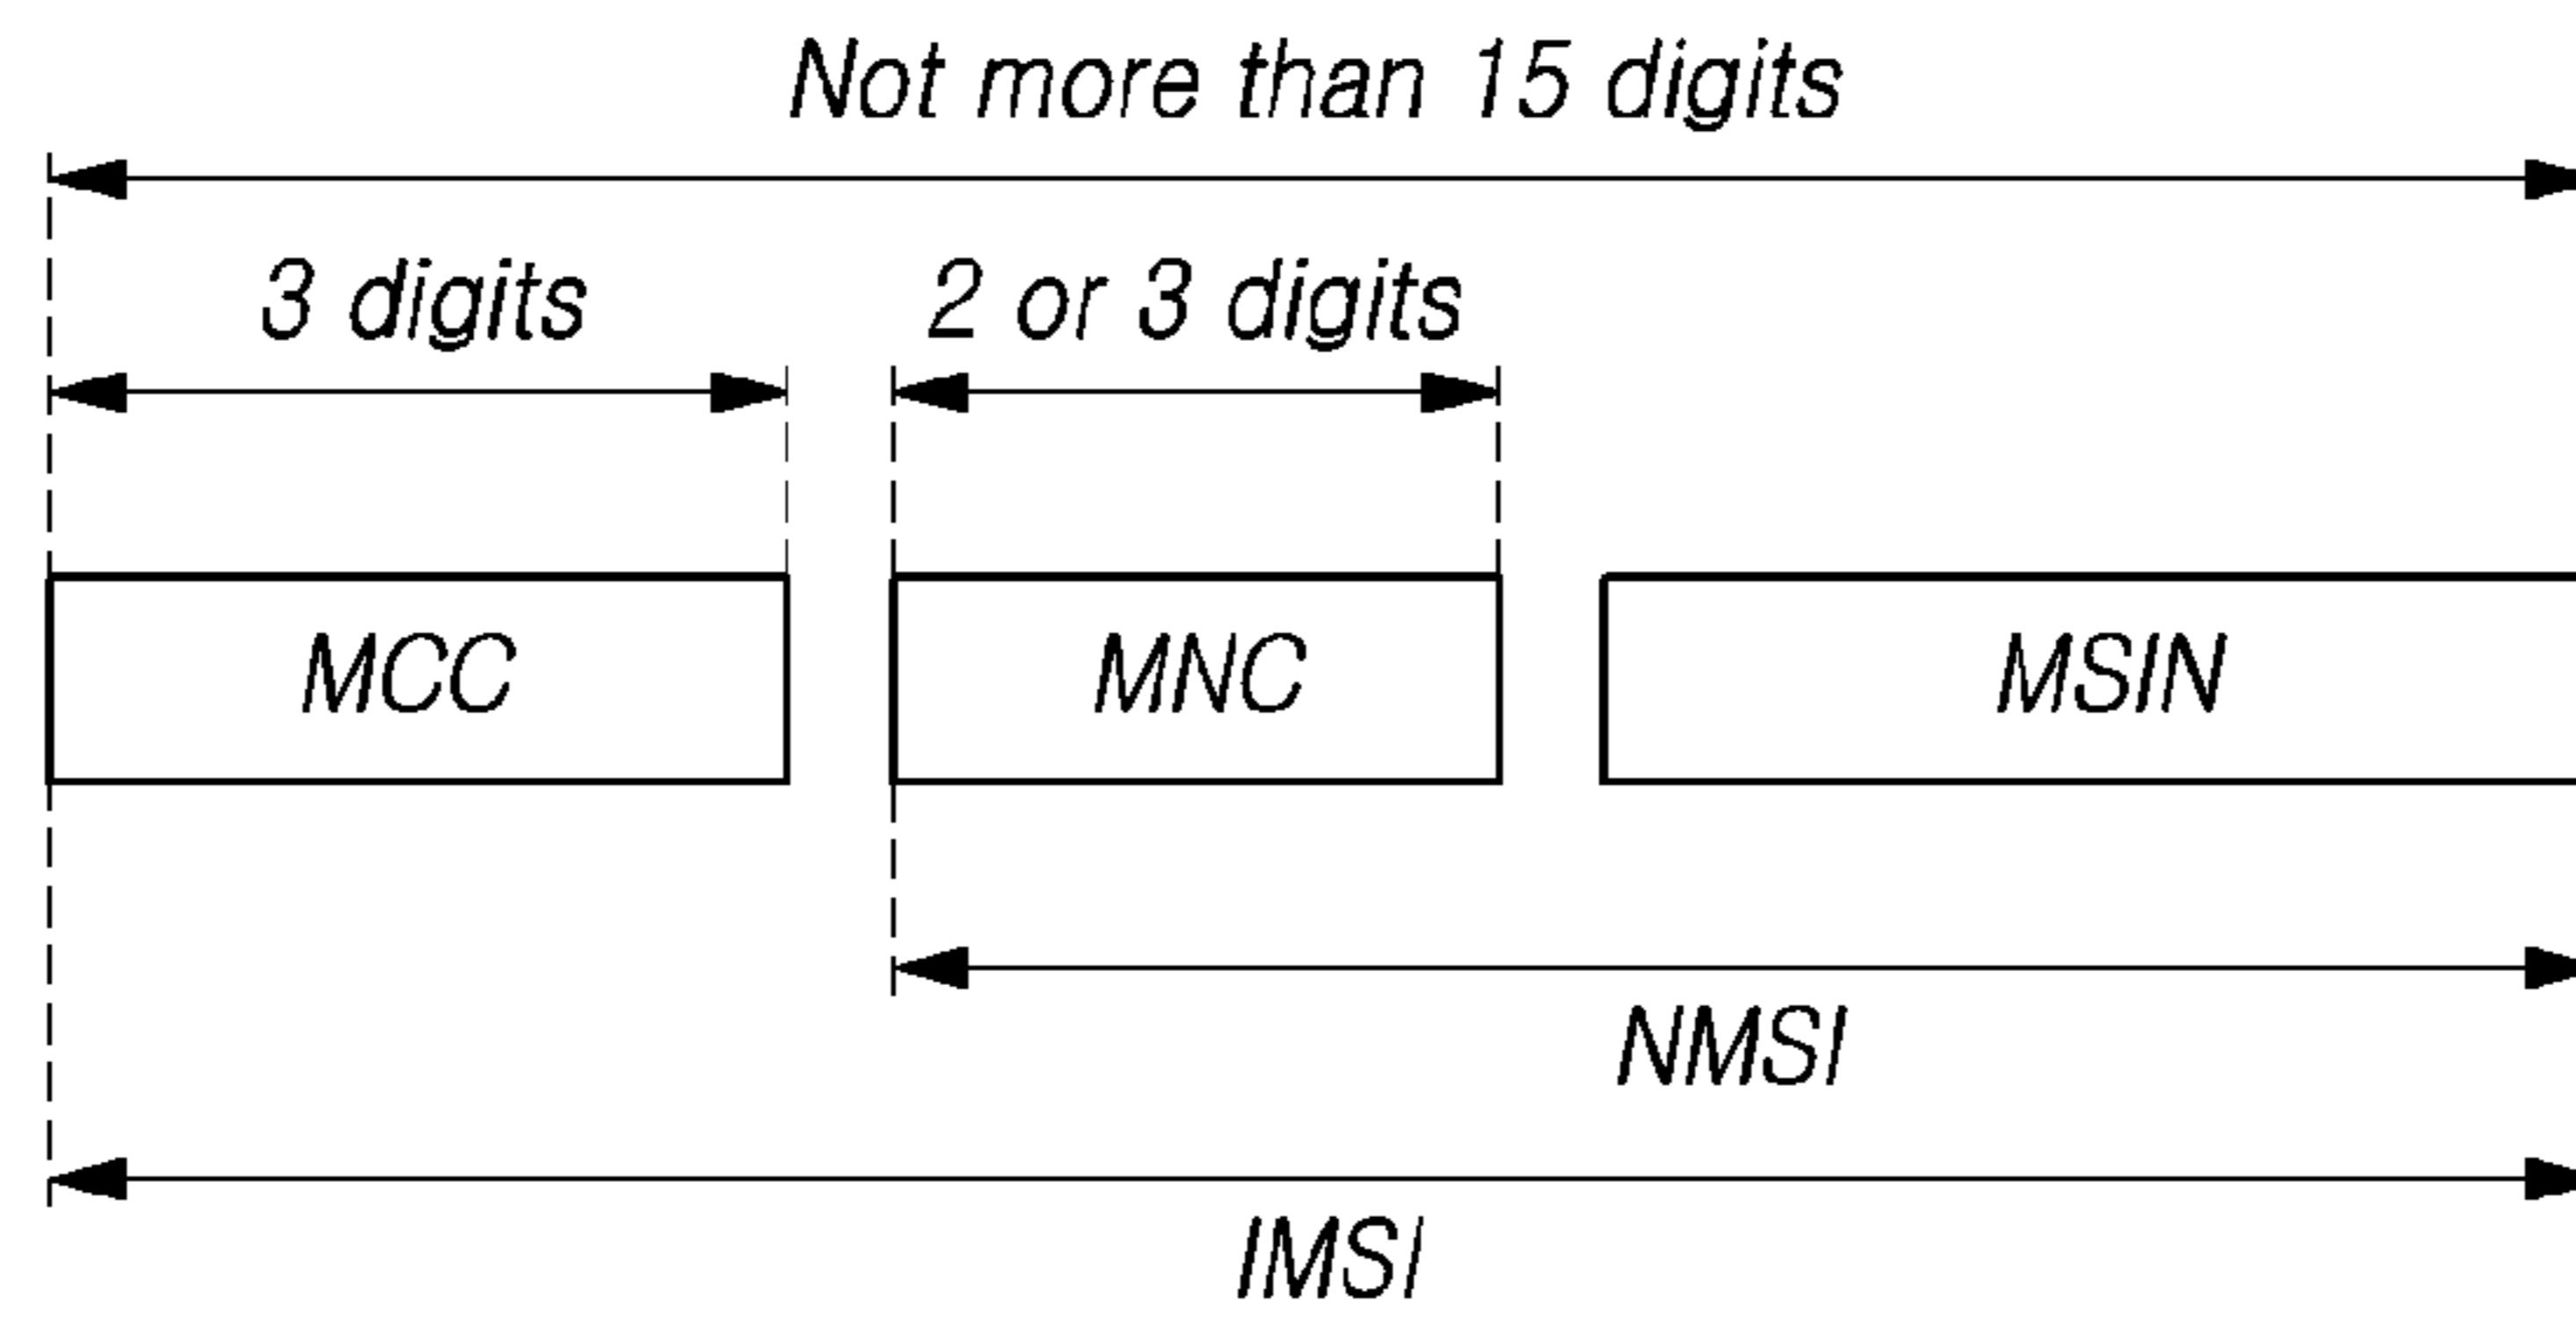 Not more than 15 digits
3 digits
2 or 3 digits
MCC
MNC
MSIN
NMSI
IMSI